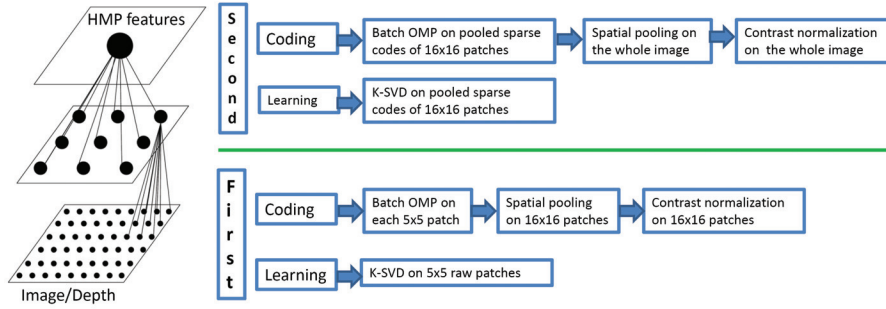 HMP features
Image/Depth
Second
Coding
Batch OMP on pooled sparse
codes of 16x16 patches
Spatial pooling on
the whole image
Contrast normalization
on the whole image
Learning
K-SVD on pooled sparse
codes of 16x16 patches
First
Coding
Batch OMP on
each 5x5 patch
Spatial pooling
on 16x16 patches
Contrast normalization
on 16x16 patches
Learning
K-SVD on 5x5 raw patches